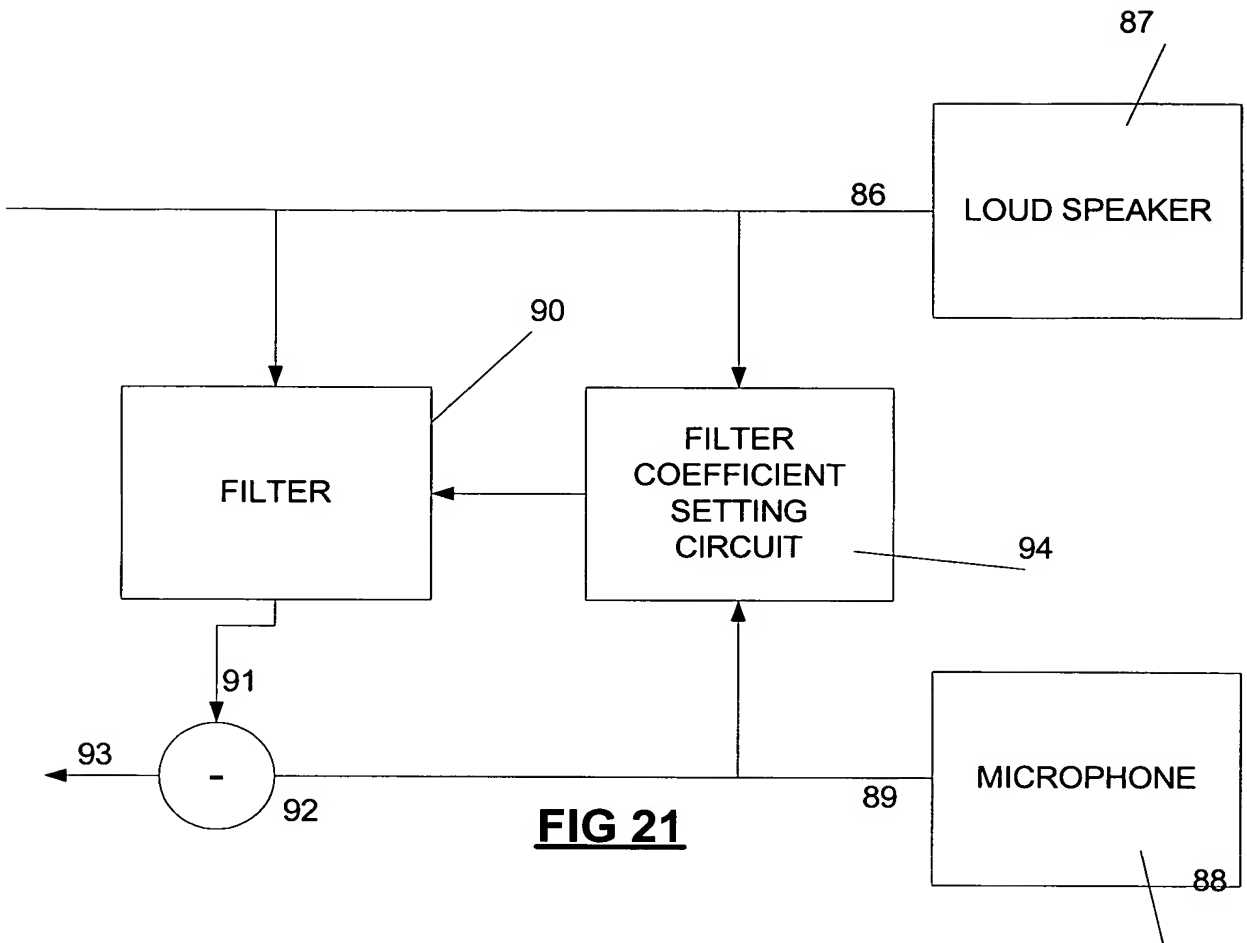 87
86
LOUD SPEAKER
90
FILTER
FILTER
COEFFICIENT
SETTING
CIRCUIT
94
91
93
-
92
89
MICROPHONE
88
FIG 21